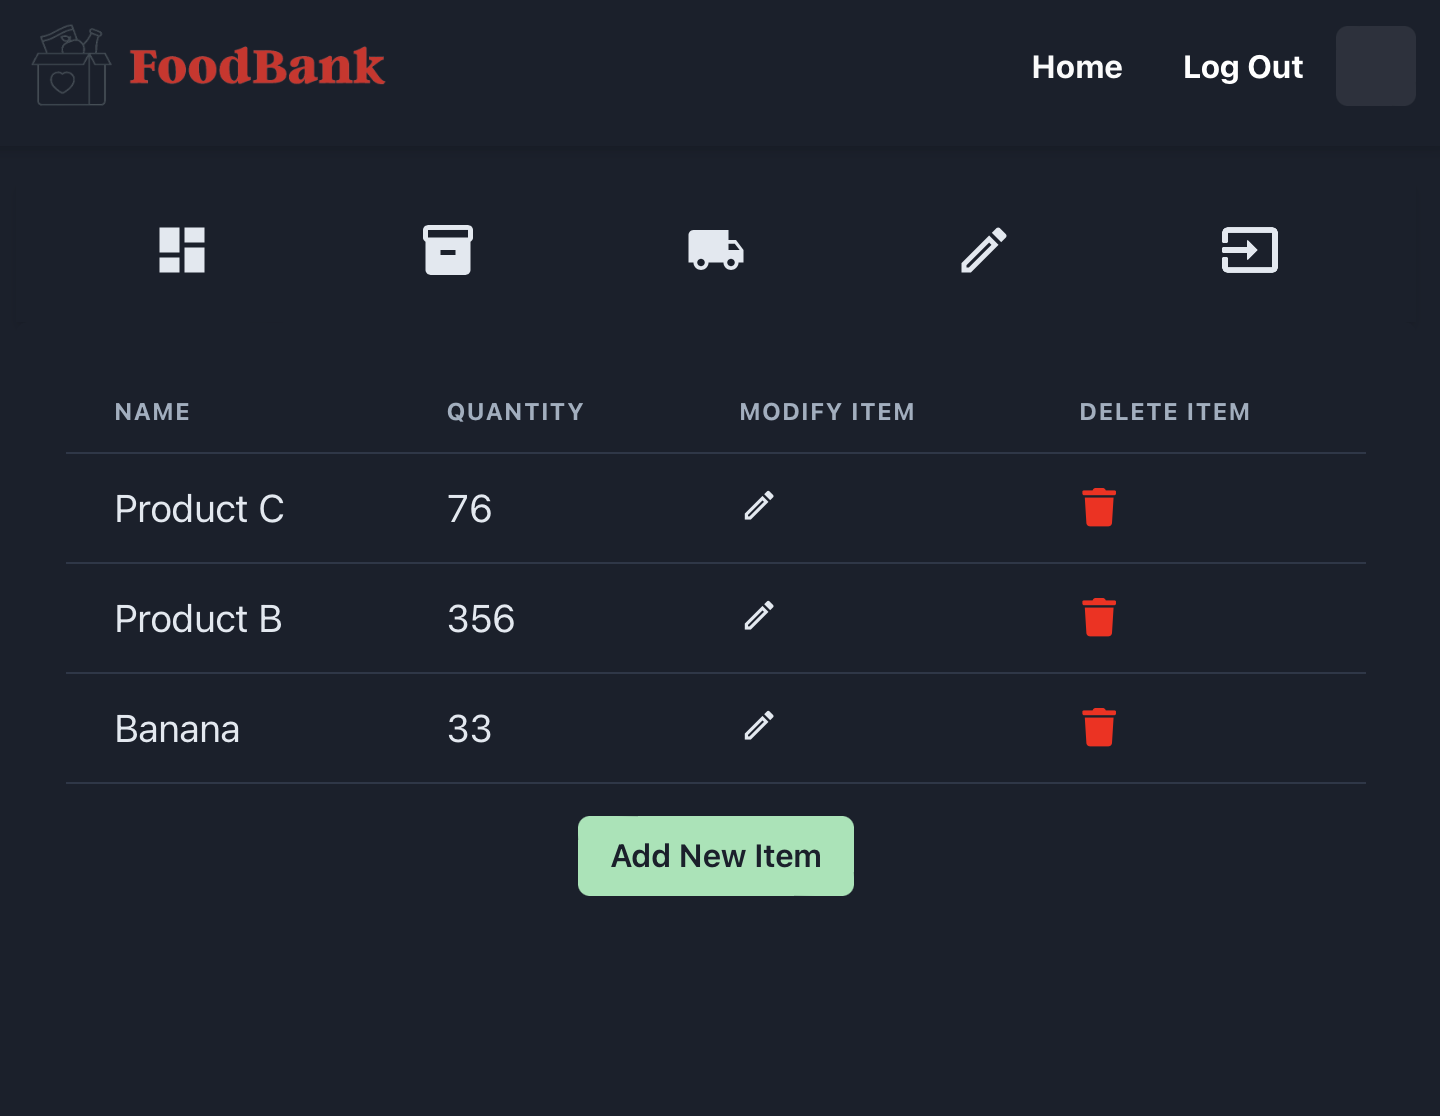 FoodBank
Home Log Out
NAME QUANTITY MODIFY ITEM DELETE ITEM
Product C 76
Product B 356
Banana 33
Add New Item